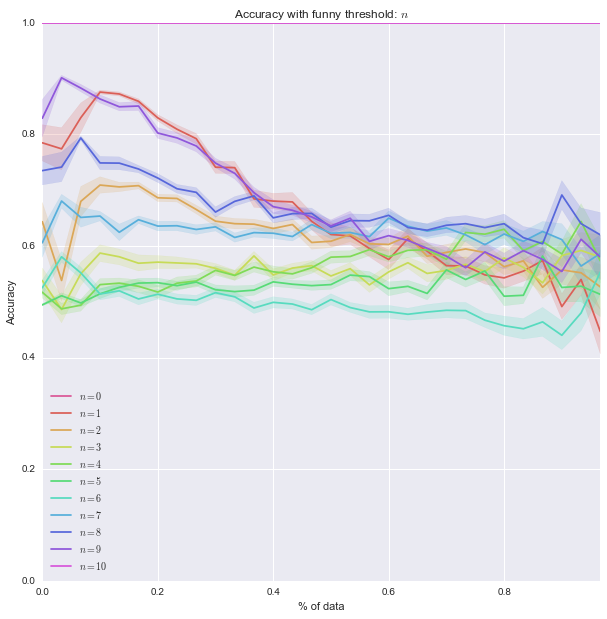 Accuracy with funny threshold: n
1.0
0.8
0.6
0.4
0.2
0.0
Accuracy
n=0
n=1
n=2
n=3
n=4
n=5
n=6
n=7
n=8
n=9
n=10
0.0 0.2 0.4 0.6 0.8
% of data